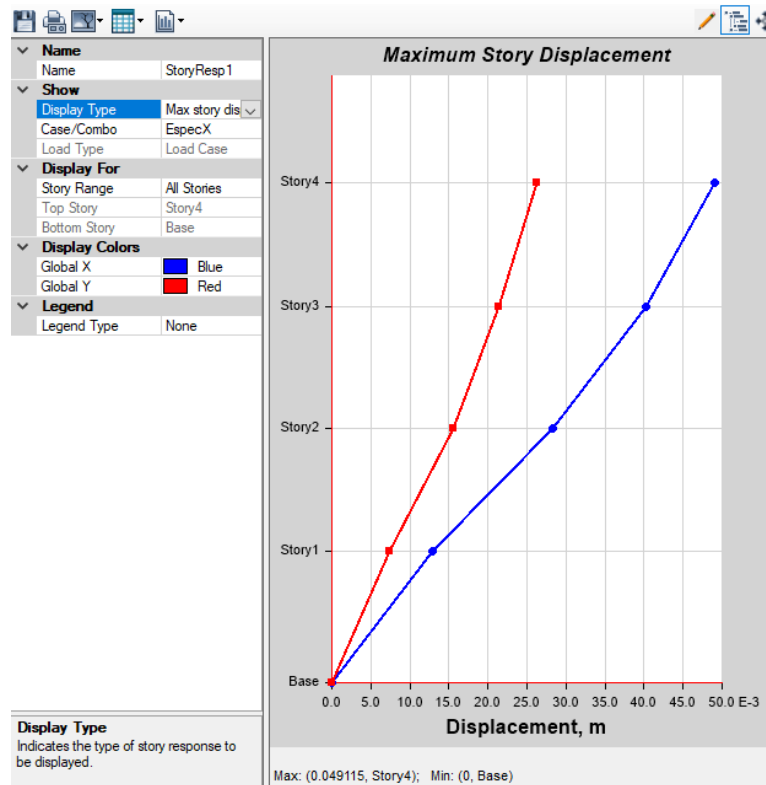 Name
Name StoryResp1
Show
Display Type Max story dis
Case/Combo EspecX
Load Type Load Case
Display For
Story Range All Stories
Top Story Story4
Bottom Story Base
Display Colors
Global X Blue
Global Y Red
Legend
Legend Type None
Display Type
Indicates the type of story response to
be displayed.
Maximum Story Displacement
Story4
Story3
Story2
Story1
Base
0.0 5.0 10.0 15.0 20.0 25.0 30.0 35.0 40.0 45.0 50.0 E-3
Displacement, m
Max: (0.049115, Story4); Min: (0, Base)